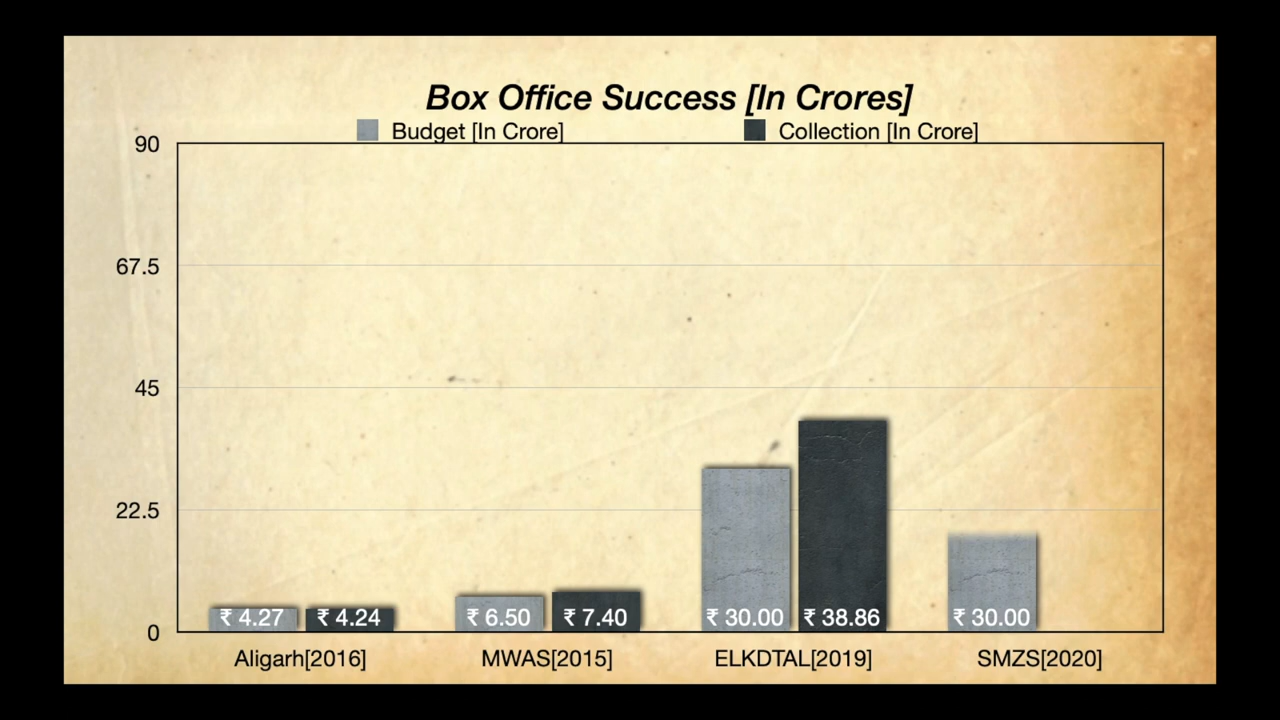 Box Office Success [In Crores]
Budget [In Crore] Collection [In Crore]
90
67.5
45
22.5
0
₹ 4.27 ₹ 4.24 ₹ 6.50 ₹ 7.40 ₹ 30.00 ₹ 38.86 ₹ 30.00
Aligarh[2016] MWAS[2015] ELKDTAL[2019] SMZS[2020]